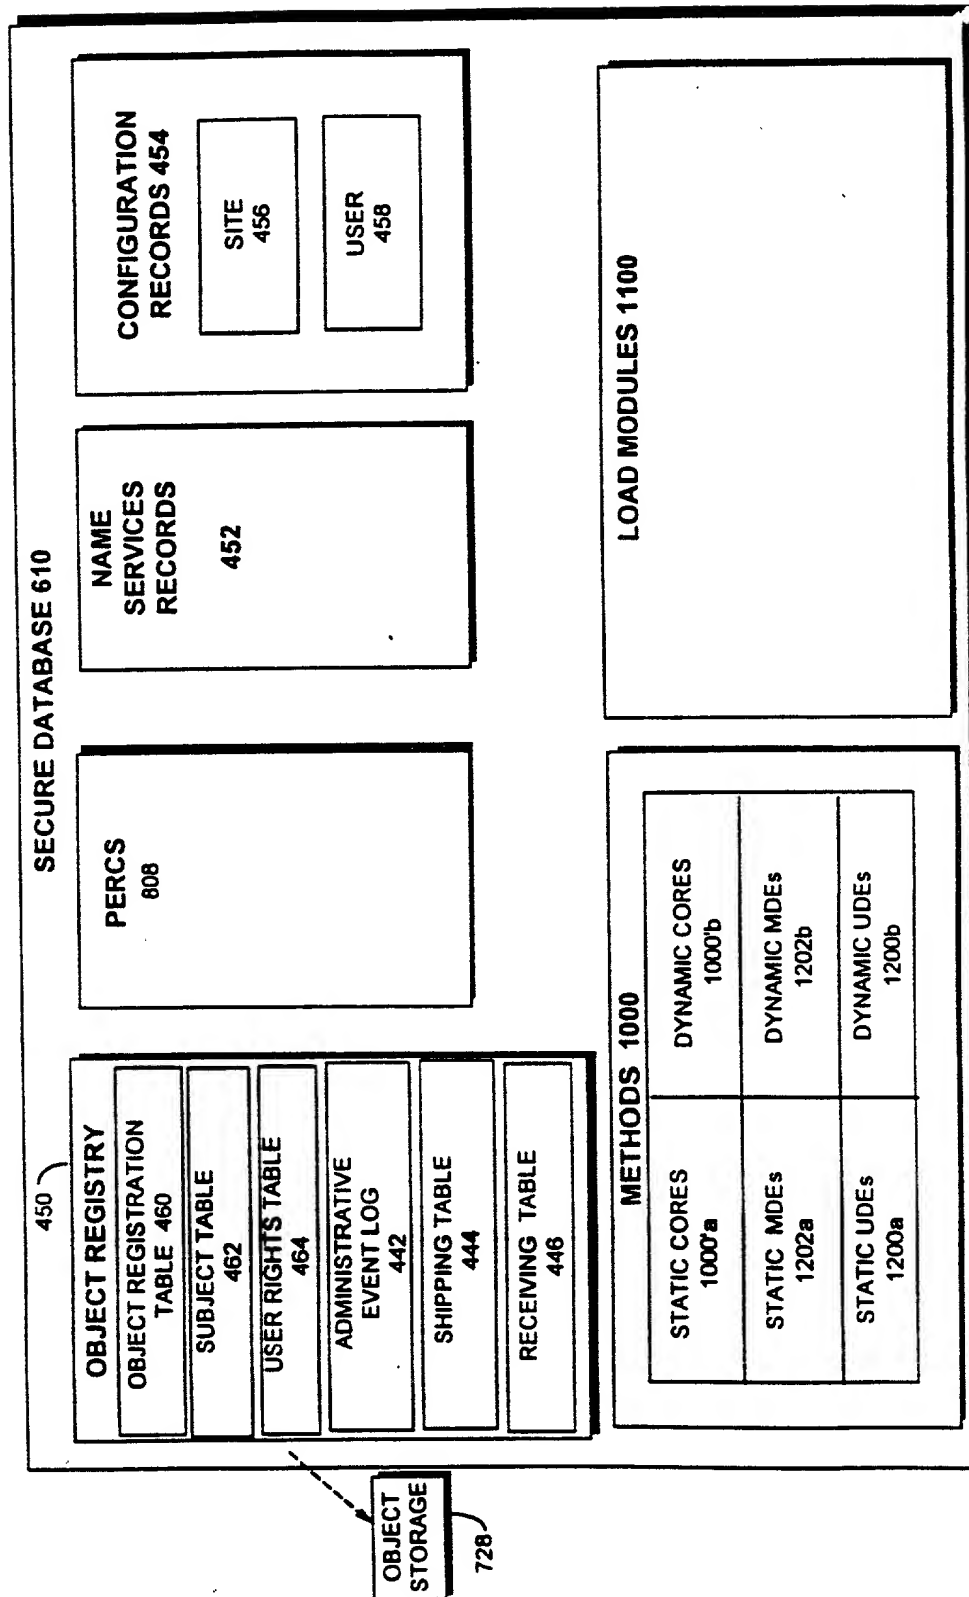 SECURE DATABASE 610
450
OBJECT REGISTRY
OBJECT REGISTRATION
TABLE 460
SUBJECT TABLE
462
USER RIGHTS TABLE
464
ADMINISTRATIVE
EVENT LOG
442
SHIPPING TABLE
444
RECEIVING TABLE
446
PERCS
808
NAME
SERVICES
RECORDS
452
CONFIGURATION
RECORDS 454
SITE
456
USER
458
OBJECT
STORAGE
728
METHODS 1000
STATIC CORES
1000'a
DYNAMIC CORES
1000'b
STATIC MDEs
1202a
DYNAMIC MDEs
1202b
STATIC UDEs
1200a
DYNAMIC UDEs
1200b
LOAD MODULES 1100